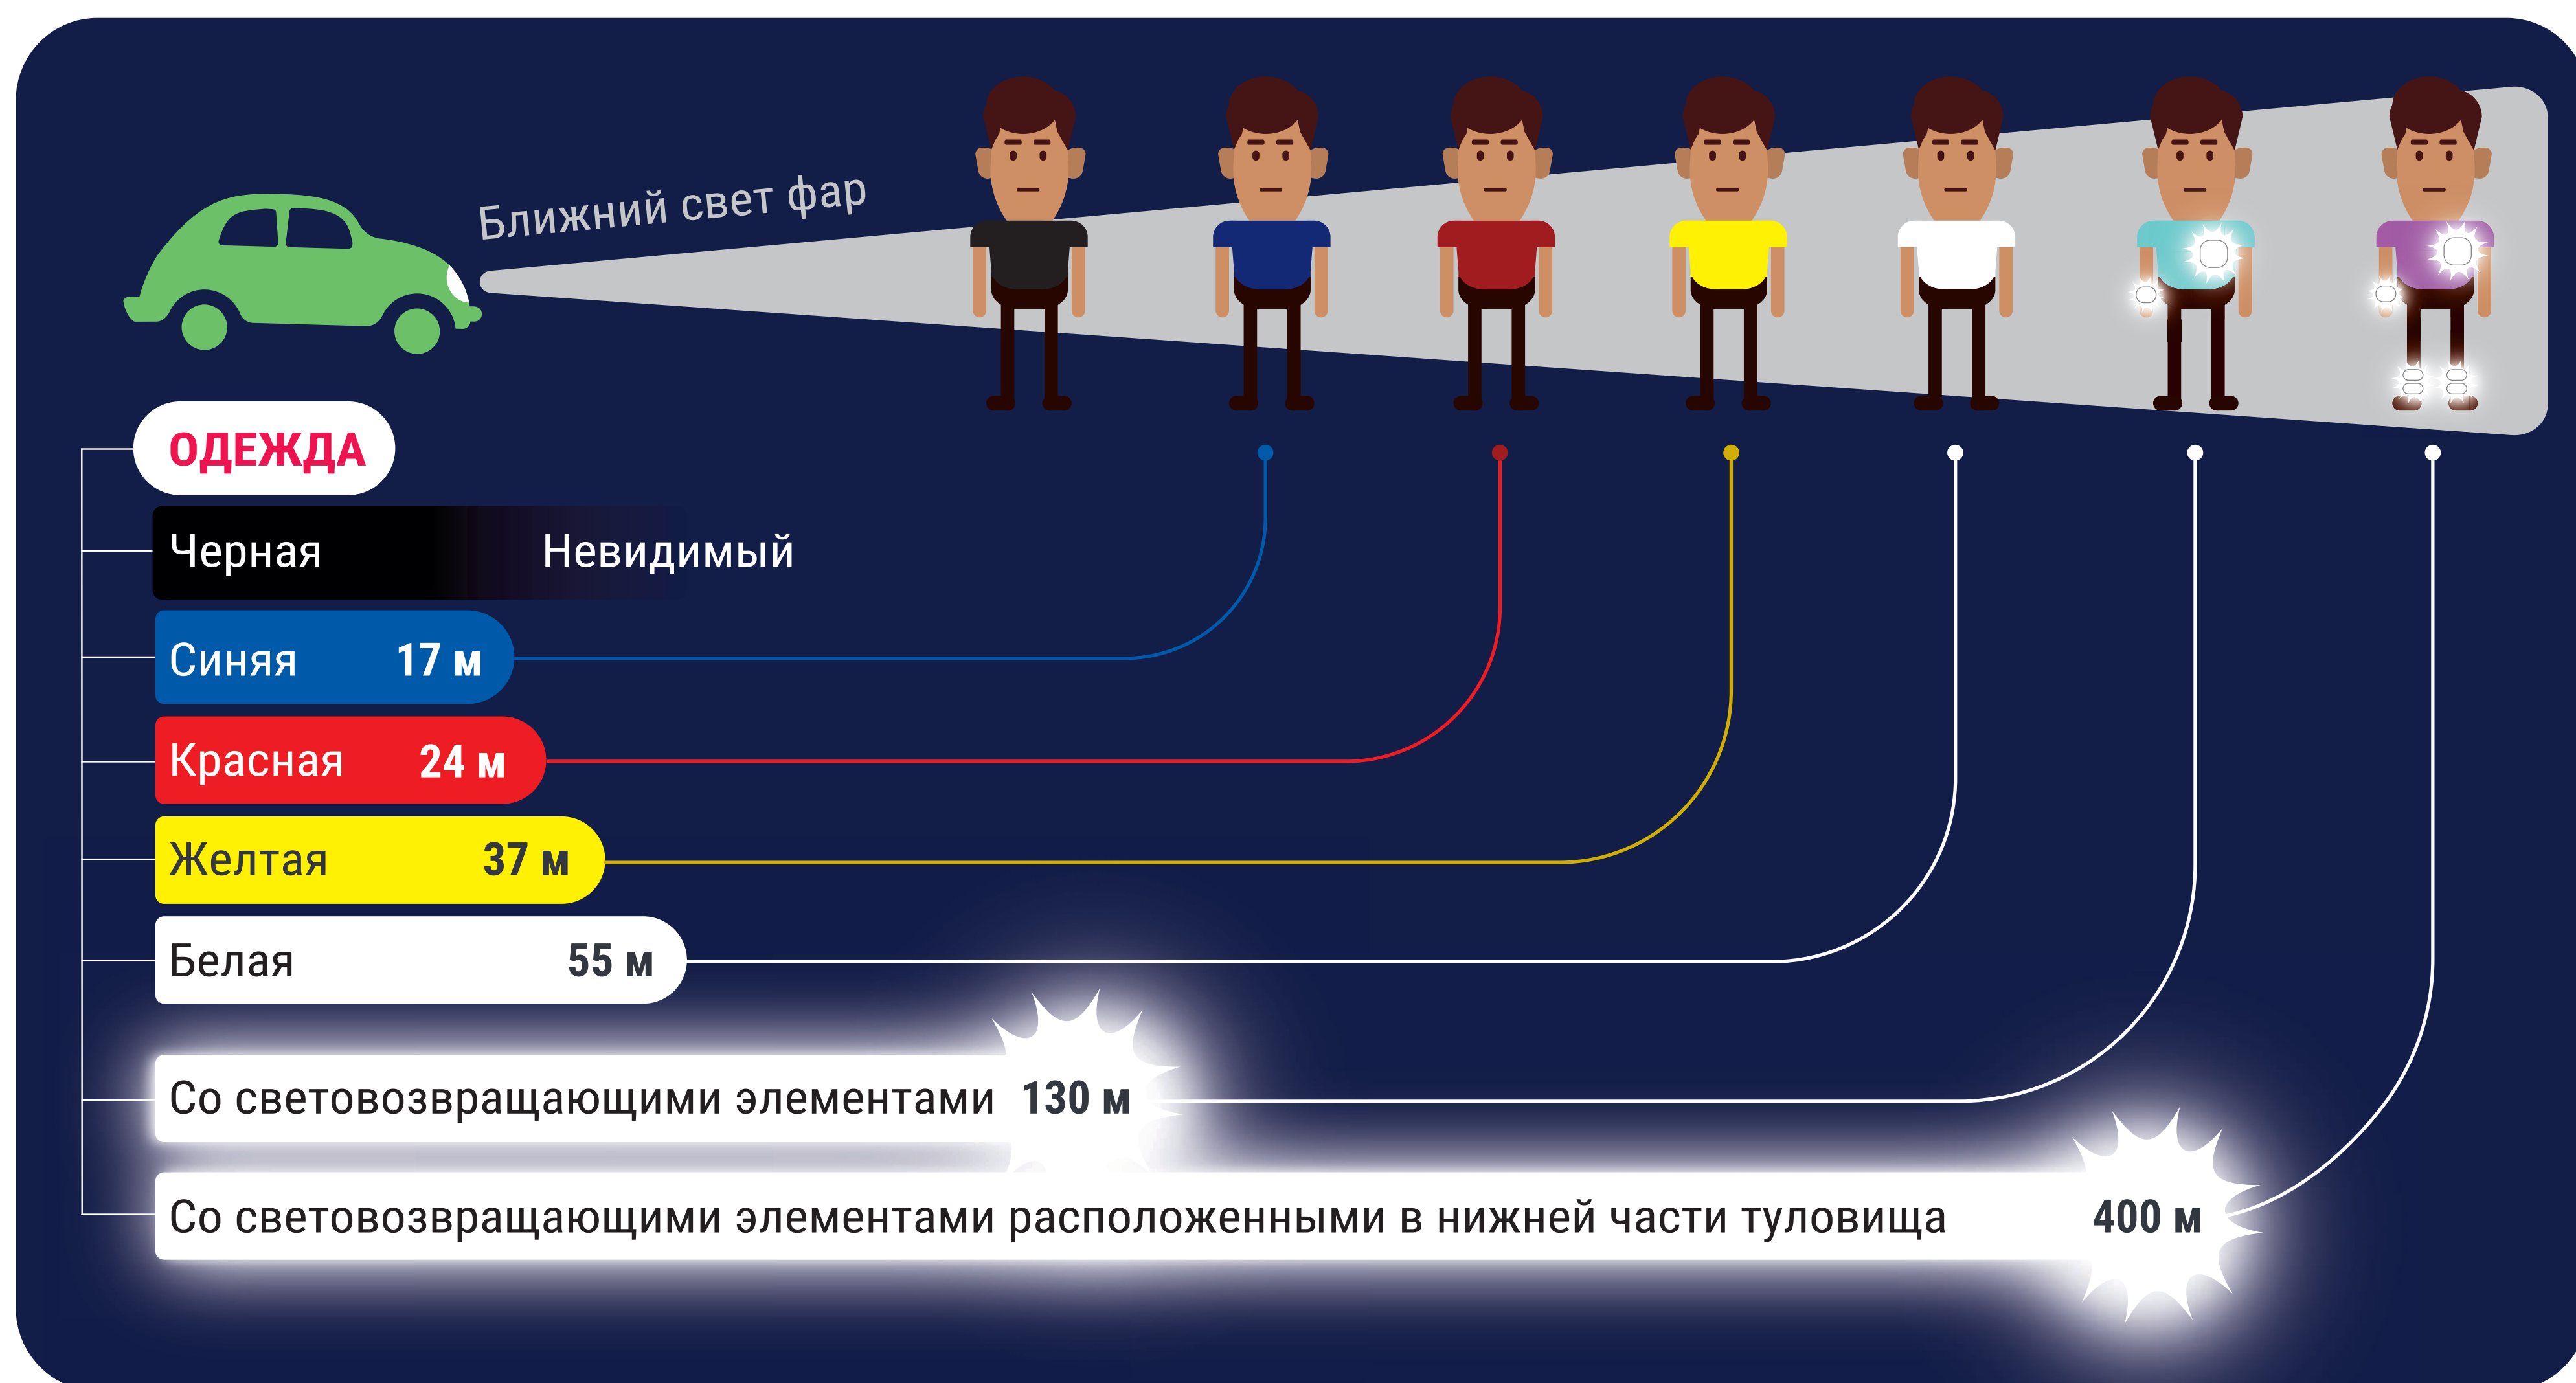 Ближний свет фар
ОДЕЖДА
Черная Невидимый
Синяя 17 м
Красная 24 м
Желтая 37 м
Белая 55 м
Со световозвращающими элементами 130 м
Со световозвращающими элементами расположенными в нижней части туловища 400 м